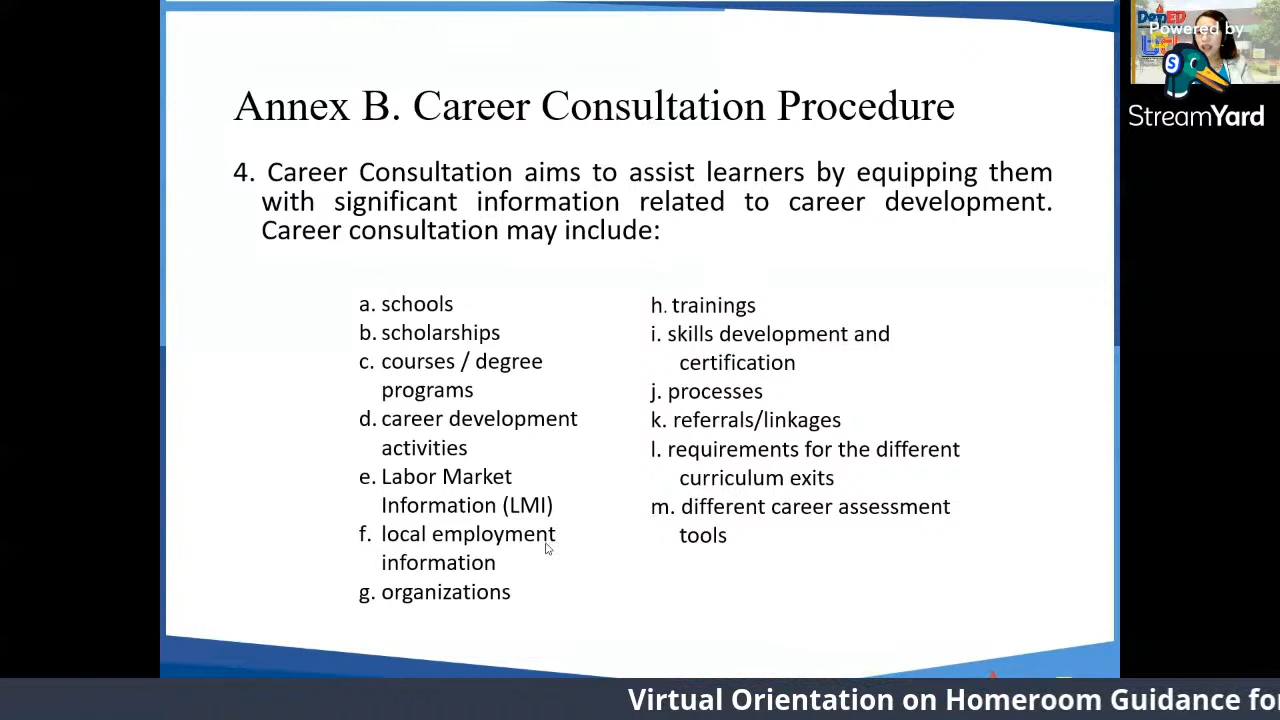 Annex B. Career Consultation Procedure
4. Career Consultation aims to assist learners by equipping them
with significant information related to career development.
Career consultation may include:
a. schools
b. scholarships
c. courses / degree
programs
d. career development
activities
e. Labor Market
Information (LMI)
f. local employment
information
g. organizations
h. trainings
i. skills development and
certification
j. processes
k. referrals/linkages
l. requirements for the different
curriculum exits
m. different career assessment
tools
DepED
Powered by
S
StreamYard
Virtual Orientation on Homeroom Guidance fo